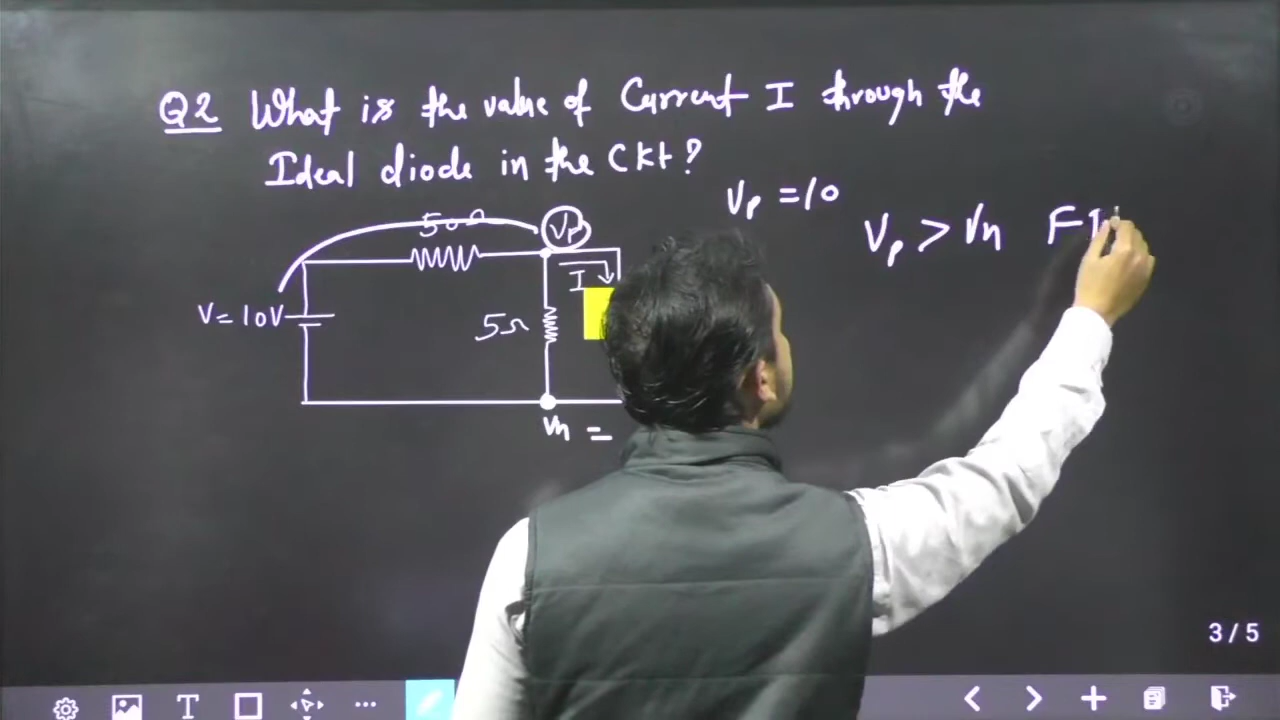 Q2 What is the value of Current I through the
Ideal diode in the Ckt?
Vp = 10
Vp > Vn F
50Ω
Vp
I
V = 10V
5Ω
Vn =
3 / 5
T